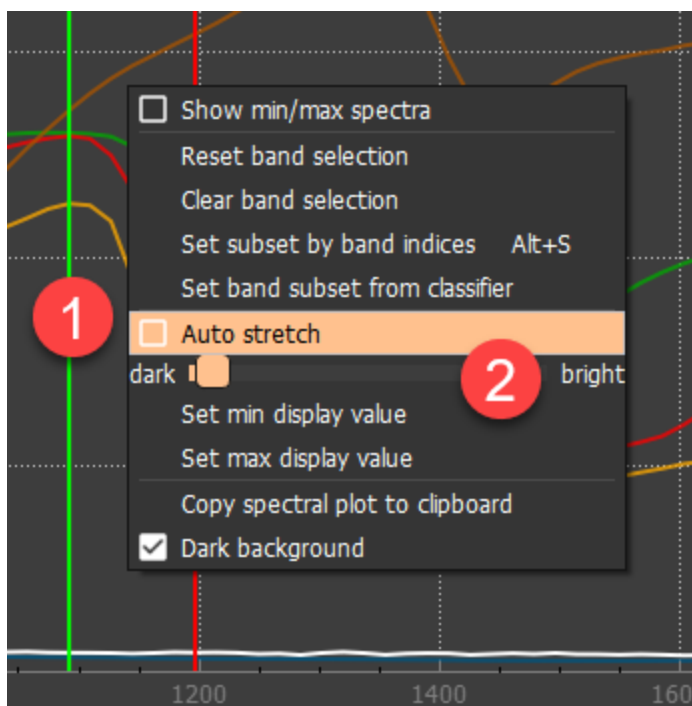 Show min/max spectra
Reset band selection
Clear band selection
Set subset by band indices Alt+S
Set band subset from classifier
1
Auto stretch
dark 2 bright
Set min display value
Set max display value
Copy spectral plot to clipboard
Dark background
1200 1400 160